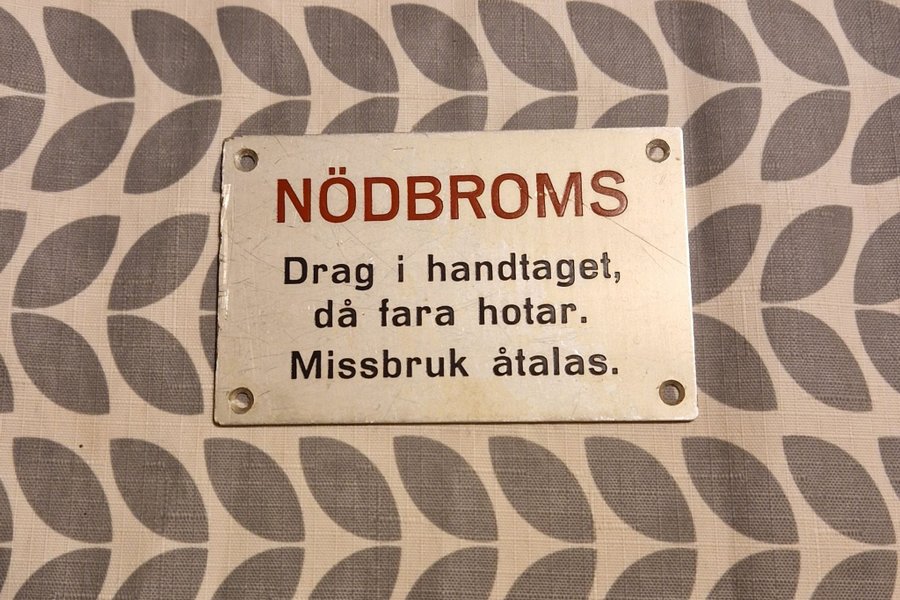 NÖDBROMS
Drag i handtaget,
då fara hotar.
Missbruk åtalas.